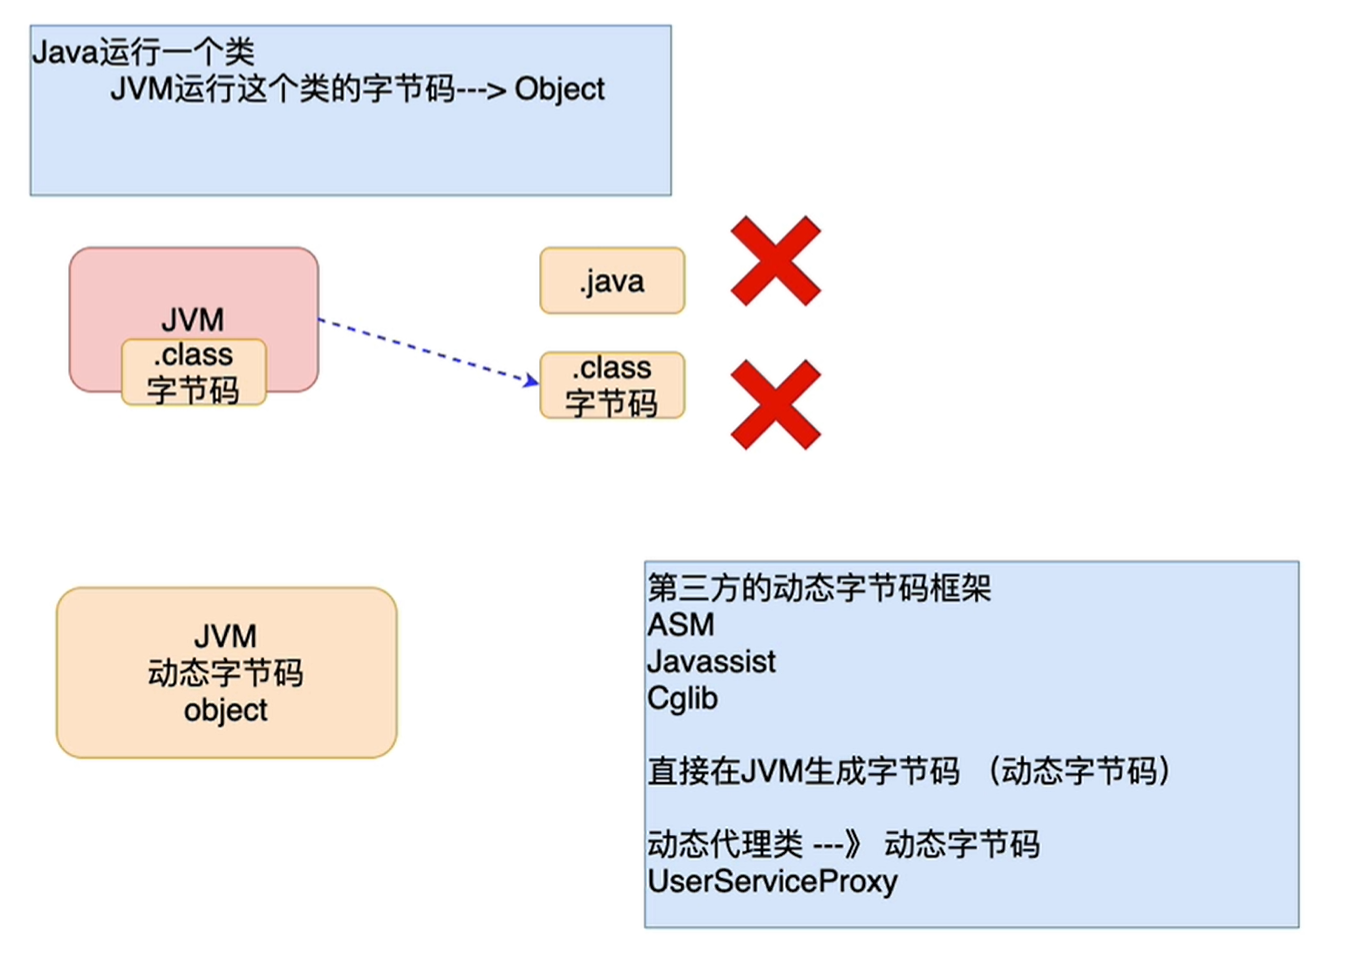 Java运行一个类
JVM运行这个类的字节码---> Object
JVM
.class
字节码
.java
.class
字节码
JVM
动态字节码
object
第三方的动态字节码框架
ASM
Javassist
Cglib
直接在JVM生成字节码 （动态字节码）
动态代理类 ---》 动态字节码
UserServiceProxy